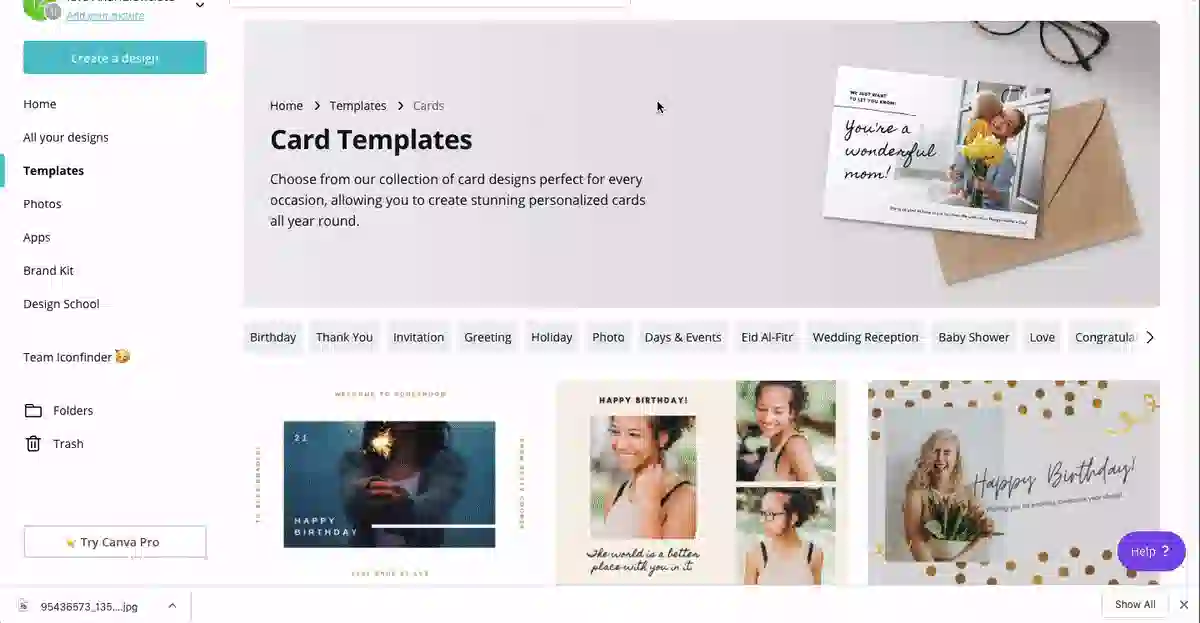 Add your picture
Create a design
Home
All your designs
Templates
Photos
Apps
Brand Kit
Design School
Team Iconfinder
Folders
Trash
Try Canva Pro
Home > Templates > Cards
Card Templates
Choose from our collection of card designs perfect for every
occasion, allowing you to create stunning personalized cards
all year round.
WE JUST WANT
TO LET YOU KNOW:
You're a
wonderful
mom!
Birthday Thank You Invitation Greeting Holiday Photo Days & Events Eid Al-Fitr Wedding Reception Baby Shower Love Congratula
WELCOME TO
21
HAPPY
BIRTHDAY
HAPPY BIRTHDAY!
The world is a better
place with you in it
Happy Birthday!
Help ?
95436573_135....jpg
Show All